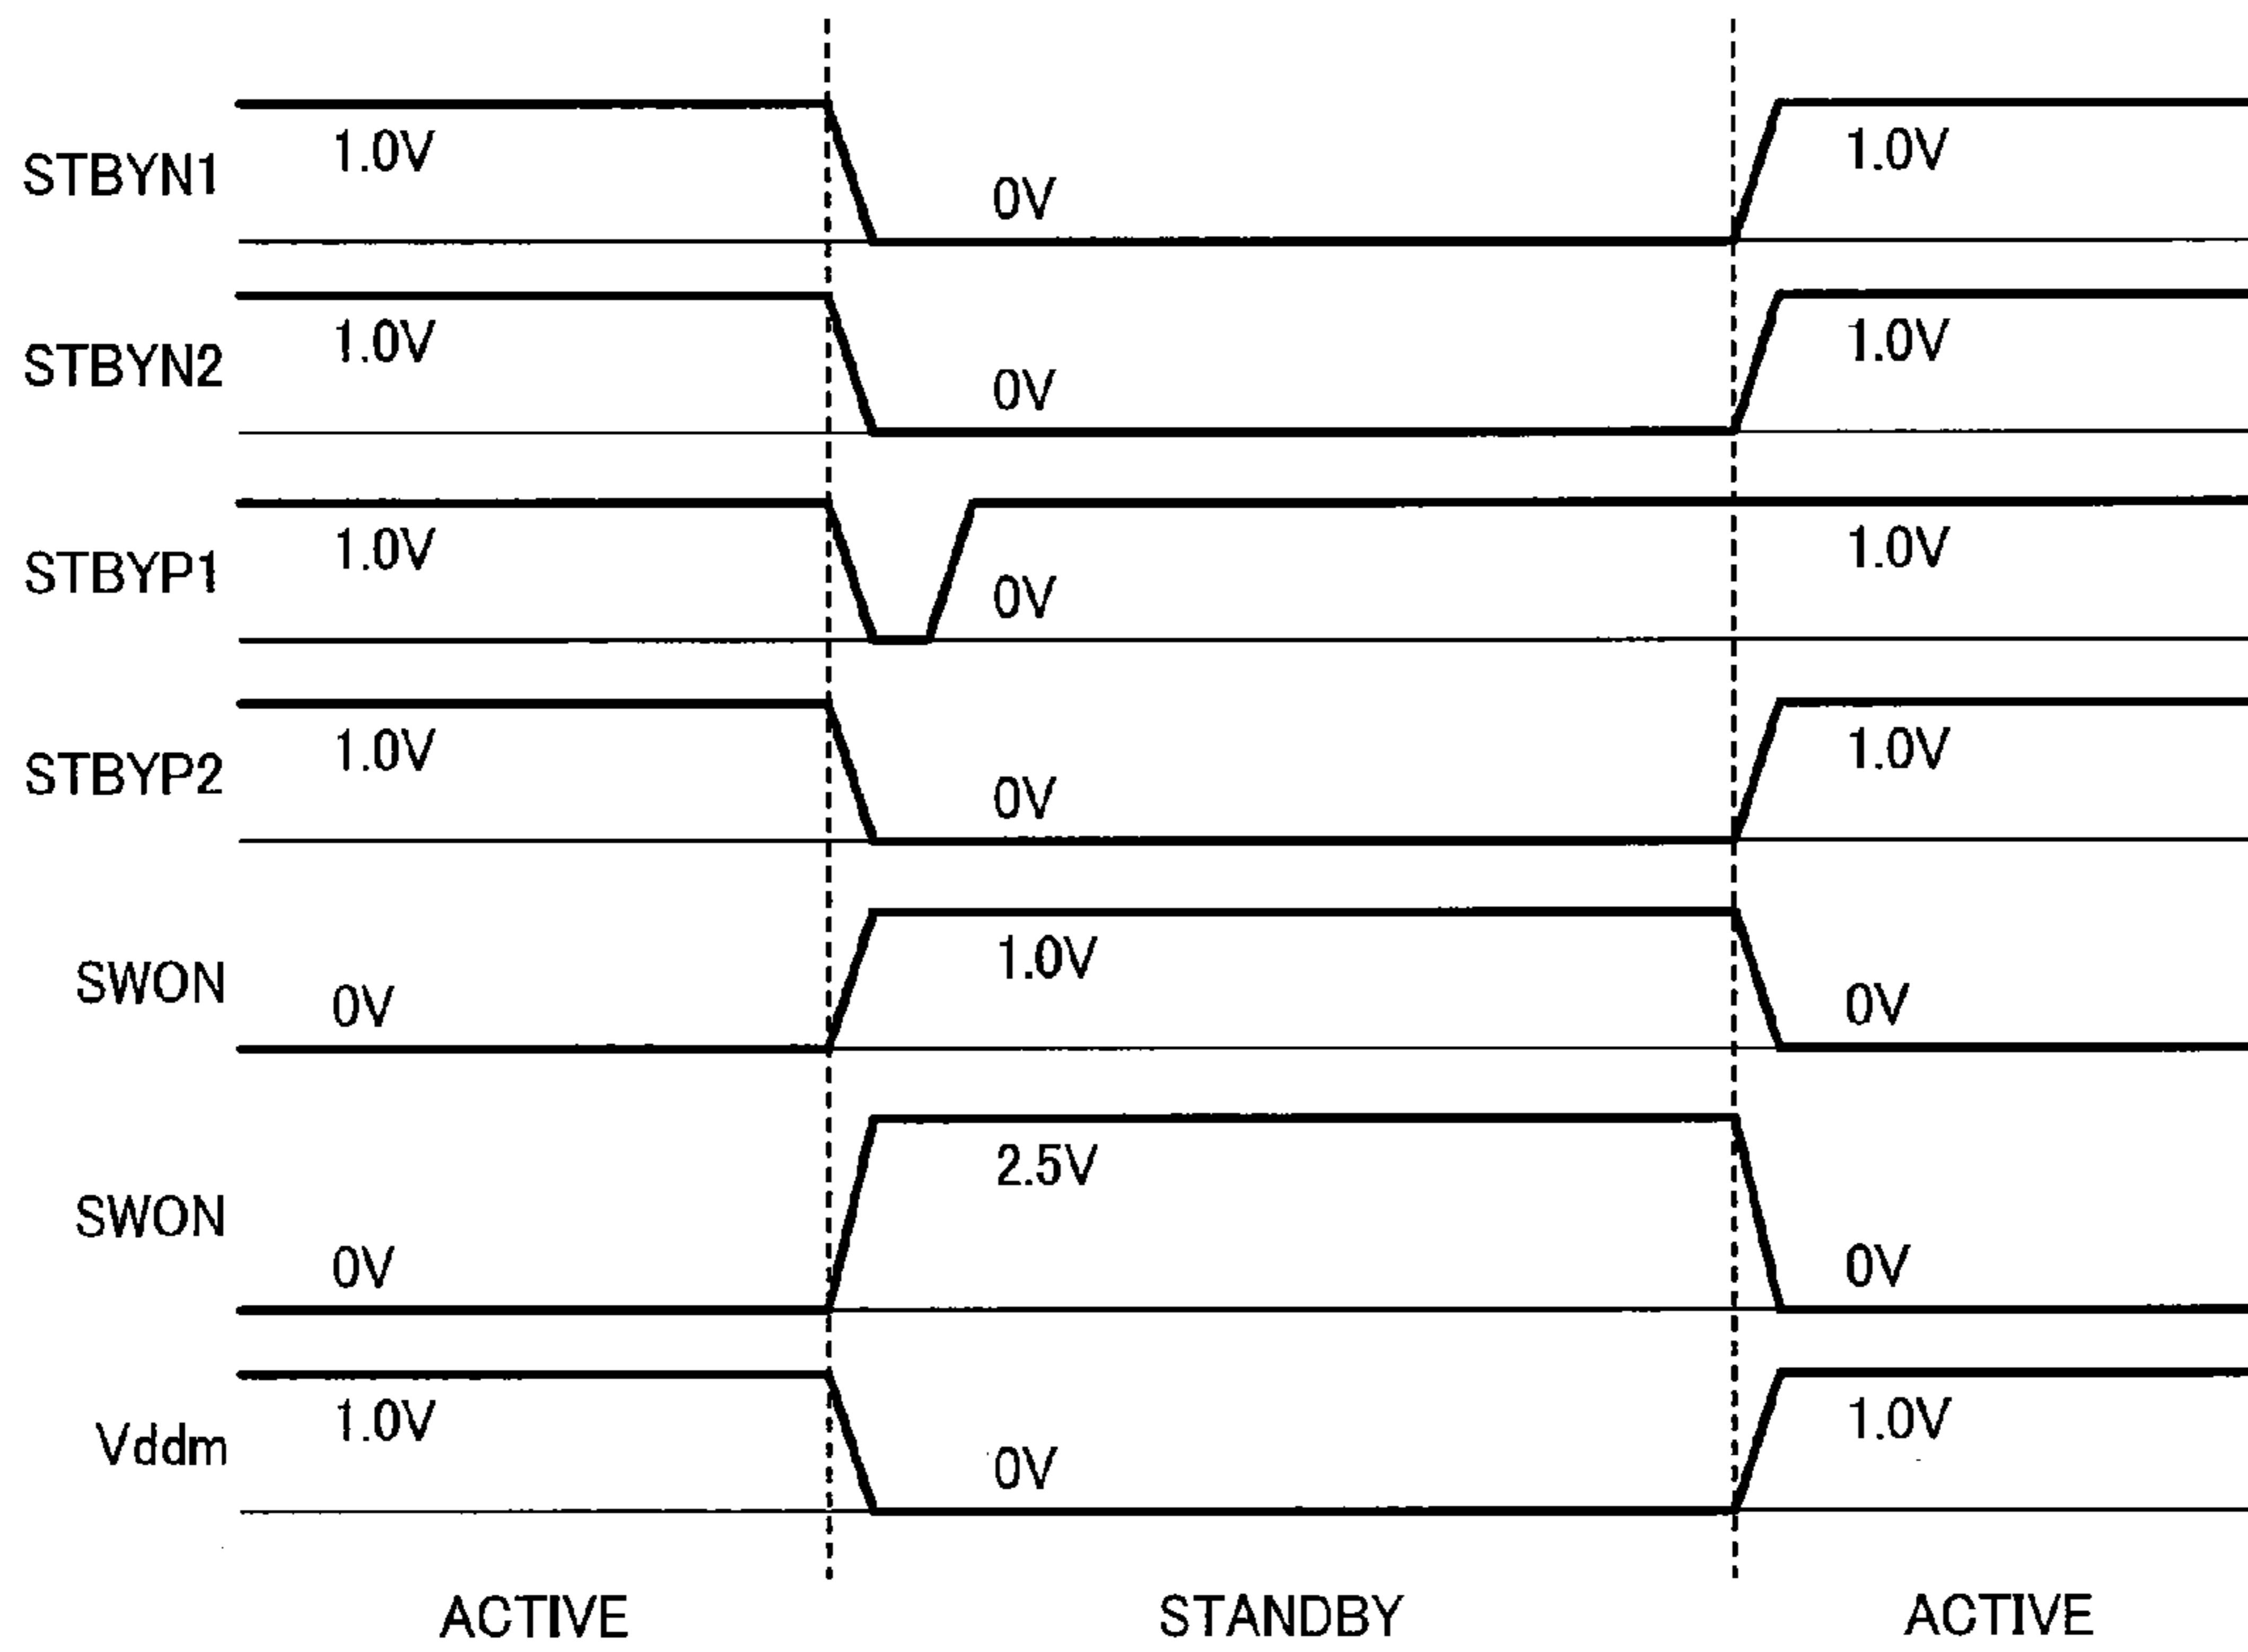 STBYN1 1.0V 0V 1.0V
STBYN2 1.0V 0V 1.0V
STBYP1 1.0V 0V 1.0V
STBYP2 1.0V 0V 1.0V
SWON 0V 1.0V 0V
SWON 0V 2.5V 0V
Vddm 1.0V 0V 1.0V
ACTIVE STANDBY ACTIVE